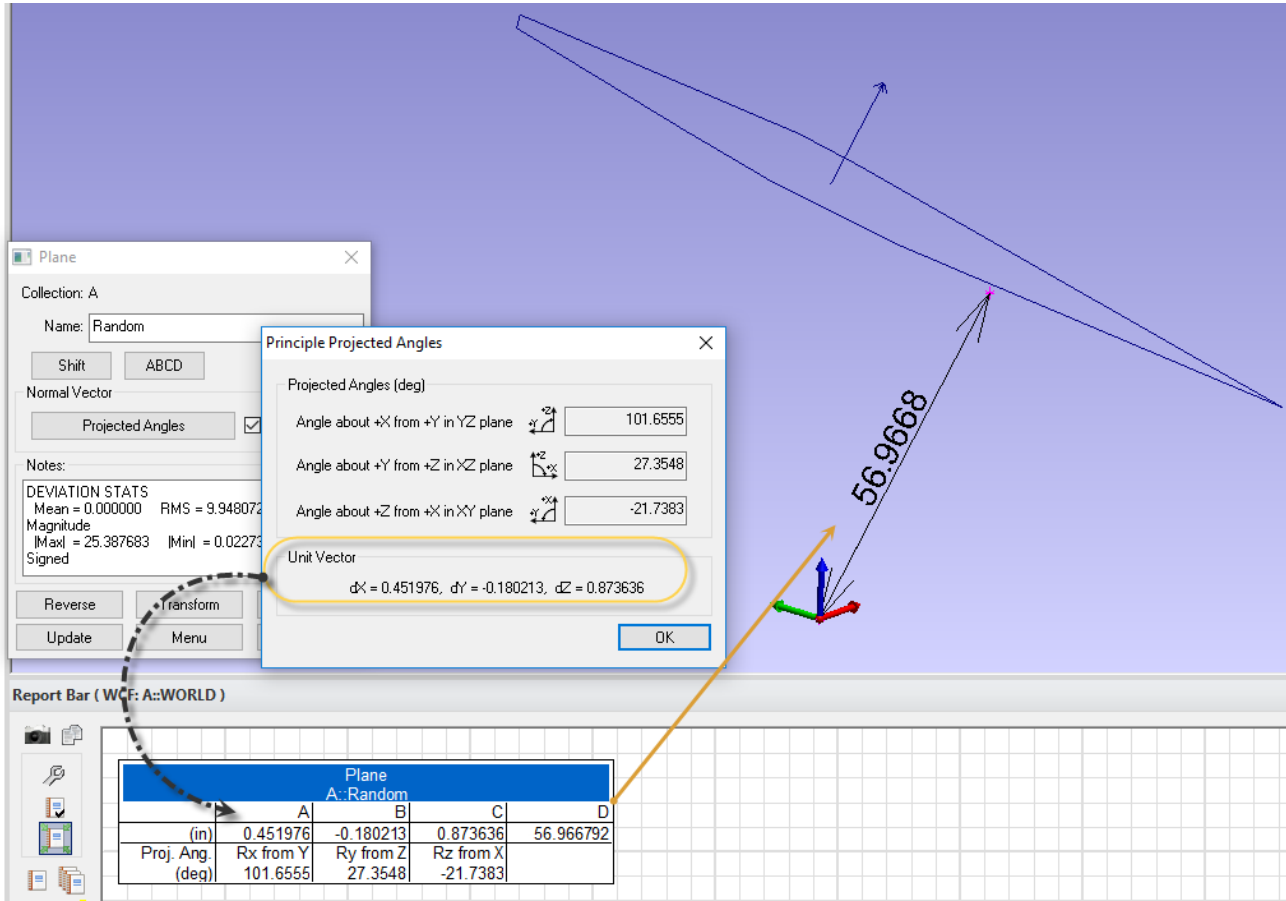 Plane
Collection: A
Name: Random
Shift ABCD
Normal Vector
Projected Angles
Notes:
DEVIATION STATS
Mean = 0.000000 RMS = 9.948072
Magnitude
|Max| = 25.387683 |Min| = 0.02273
Signed
Reverse Transform
Update Menu
Principle Projected Angles
Projected Angles (deg)
Angle about +X from +Y in YZ plane +Z +Y 101.6555
Angle about +Y from +Z in XZ plane +Z +X 27.3548
Angle about +Z from +X in XY plane +X +Y -21.7383
Unit Vector
dX = 0.451976, dY = -0.180213, dZ = 0.873636
OK
56.9668
Report Bar ( WCF: A::WORLD )
Plane
A::Random
A B C D
(in) 0.451976 -0.180213 0.873636 56.966792
Proj. Ang. Rx from Y Ry from Z Rz from X
(deg) 101.6555 27.3548 -21.7383